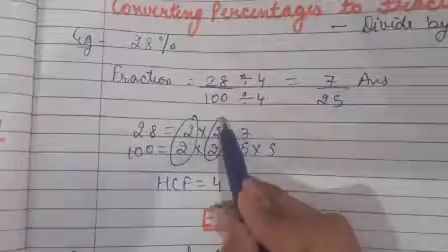 Converting Percentages to
– Divide by
Eg – 28%
Fraction = 28 ÷ 4 = 7 Ans
100 ÷ 4 25
28 = 2 × 2 7
100 = 2 × 2 5 × 5
HCF = 4